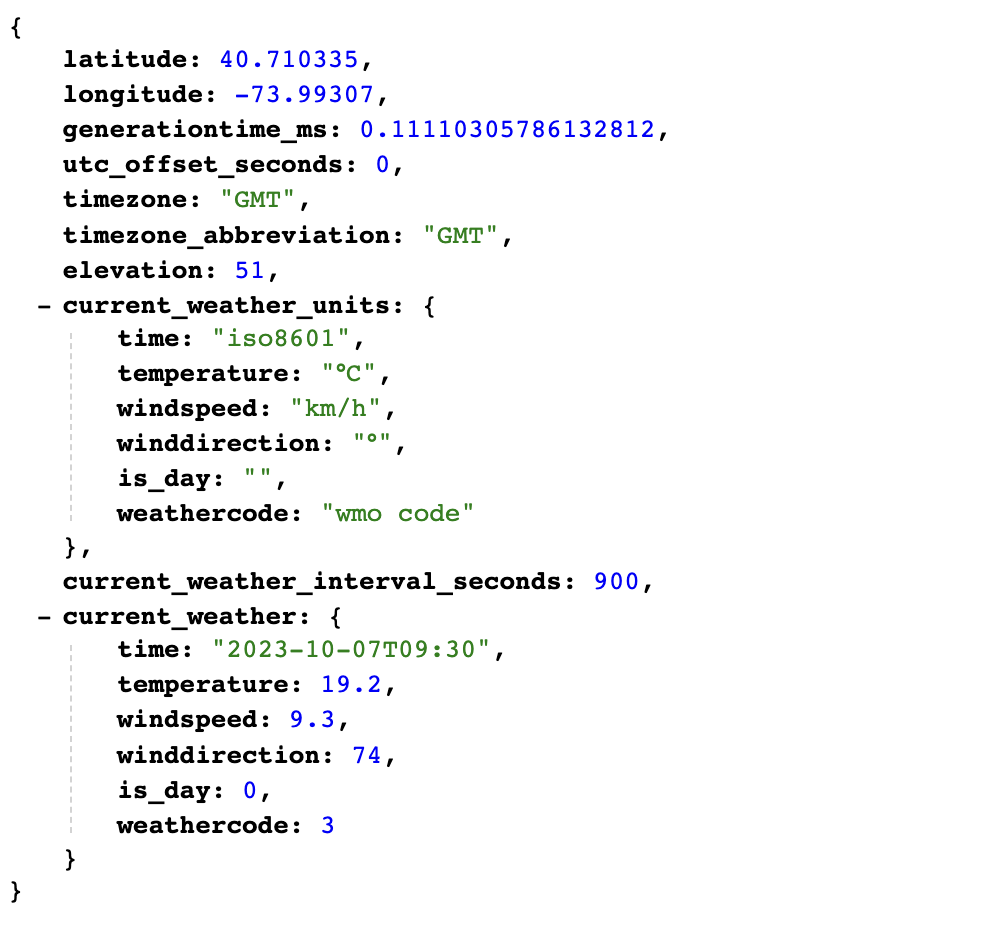 {
latitude: 40.710335,
longitude: -73.99307,
generationtime_ms: 0.11110305786132812,
utc_offset_seconds: 0,
timezone: "GMT",
timezone_abbreviation: "GMT",
elevation: 51,
– current_weather_units: {
time: "iso8601",
temperature: "°C",
windspeed: "km/h",
winddirection: "°",
is_day: "",
weathercode: "wmo code"
},
current_weather_interval_seconds: 900,
– current_weather: {
time: "2023-10-07T09:30",
temperature: 19.2,
windspeed: 9.3,
winddirection: 74,
is_day: 0,
weathercode: 3
}
}